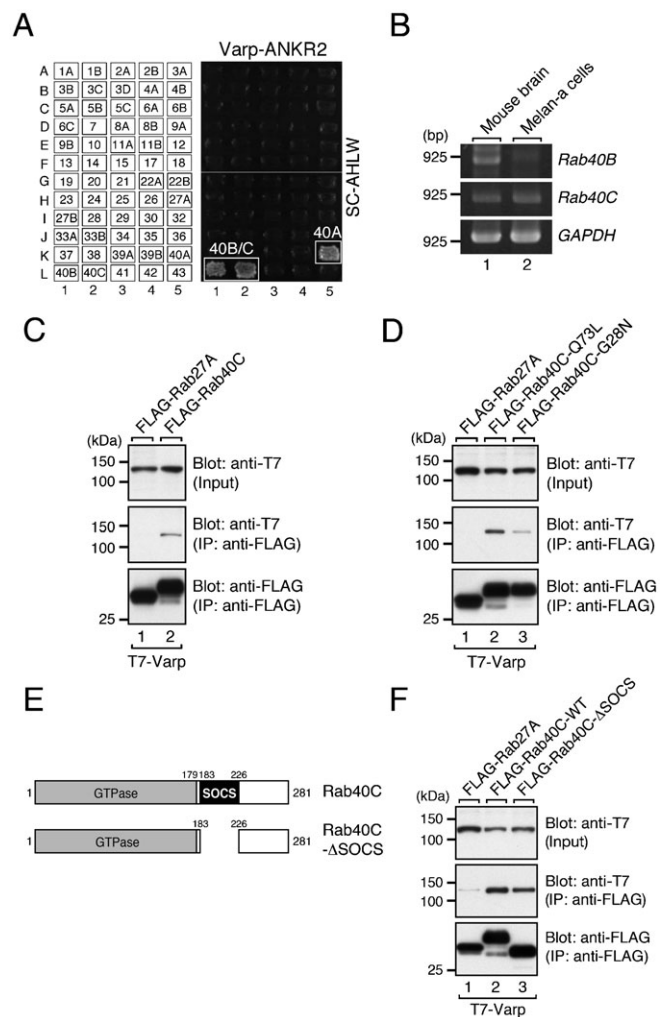 A
Varp-ANKR2
A 1A 1B 2A 2B 3A
B 3B 3C 3D 4A 4B
C 5A 5B 5C 6A 6B
D 6C 7 8A 8B 9A
E 9B 10 11A 11B 12
F 13 14 15 17 18
G 19 20 21 22A 22B
H 23 24 25 26 27A
I 27B 28 29 30 32
J 33A 33B 34 35 36
K 37 38 39A 39B 40A
L 40B 40C 41 42 43
1 2 3 4 5
40B/C
40A
1 2 3 4 5
SC-AHLW
B
Mouse brain
Melan-a cells
(bp)
925 Rab40B
925 Rab40C
925 GAPDH
1 2
C
FLAG-Rab27A
FLAG-Rab40C
(kDa)
150
100
Blot: anti-T7
(Input)
150
100
Blot: anti-T7
(IP: anti-FLAG)
25
Blot: anti-FLAG
(IP: anti-FLAG)
1 2
T7-Varp
D
FLAG-Rab27A
FLAG-Rab40C-Q73L
FLAG-Rab40C-G28N
(kDa)
150
100
Blot: anti-T7
(Input)
150
100
Blot: anti-T7
(IP: anti-FLAG)
25
Blot: anti-FLAG
(IP: anti-FLAG)
1 2 3
T7-Varp
E
179 183 226
1 GTPase SOCS 281 Rab40C
183 226
1 GTPase 281 Rab40C
-ΔSOCS
F
FLAG-Rab27A
FLAG-Rab40C-WT
FLAG-Rab40C-ΔSOCS
(kDa)
150
100
Blot: anti-T7
(Input)
150
100
Blot: anti-T7
(IP: anti-FLAG)
25
Blot: anti-FLAG
(IP: anti-FLAG)
1 2 3
T7-Varp